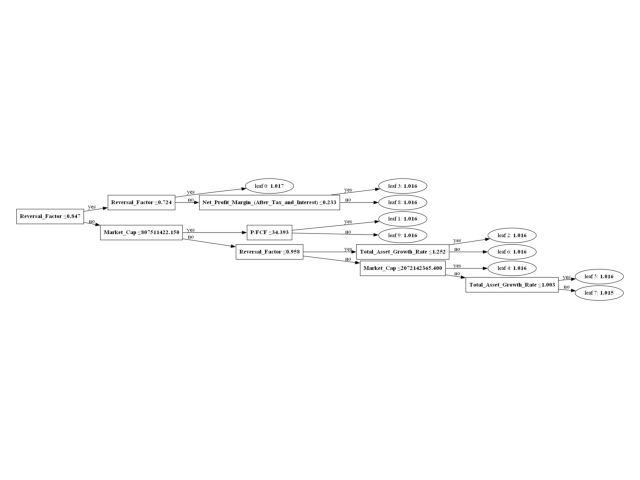 yes
leaf 0: 1.017
yes
leaf 3: 1.016
Reversal_Factor ≤0.724
no
Net_Profit_Margin_(After_Tax_and_Interest) ≤0.233
no
leaf 8: 1.016
yes
Reversal_Factor ≤0.847
no
yes
leaf 1: 1.016
Market_Cap ≤807511422.150
yes
P/FCF ≤34.393
no
leaf 9: 1.016
no
yes
leaf 2: 1.016
Reversal_Factor ≤0.958
yes
Total_Asset_Growth_Rate ≤1.252
no
leaf 6: 1.016
no
Market_Cap ≤2072142365.400
yes
leaf 4: 1.016
no
yes
leaf 5: 1.016
Total_Asset_Growth_Rate ≤1.003
no
leaf 7: 1.015